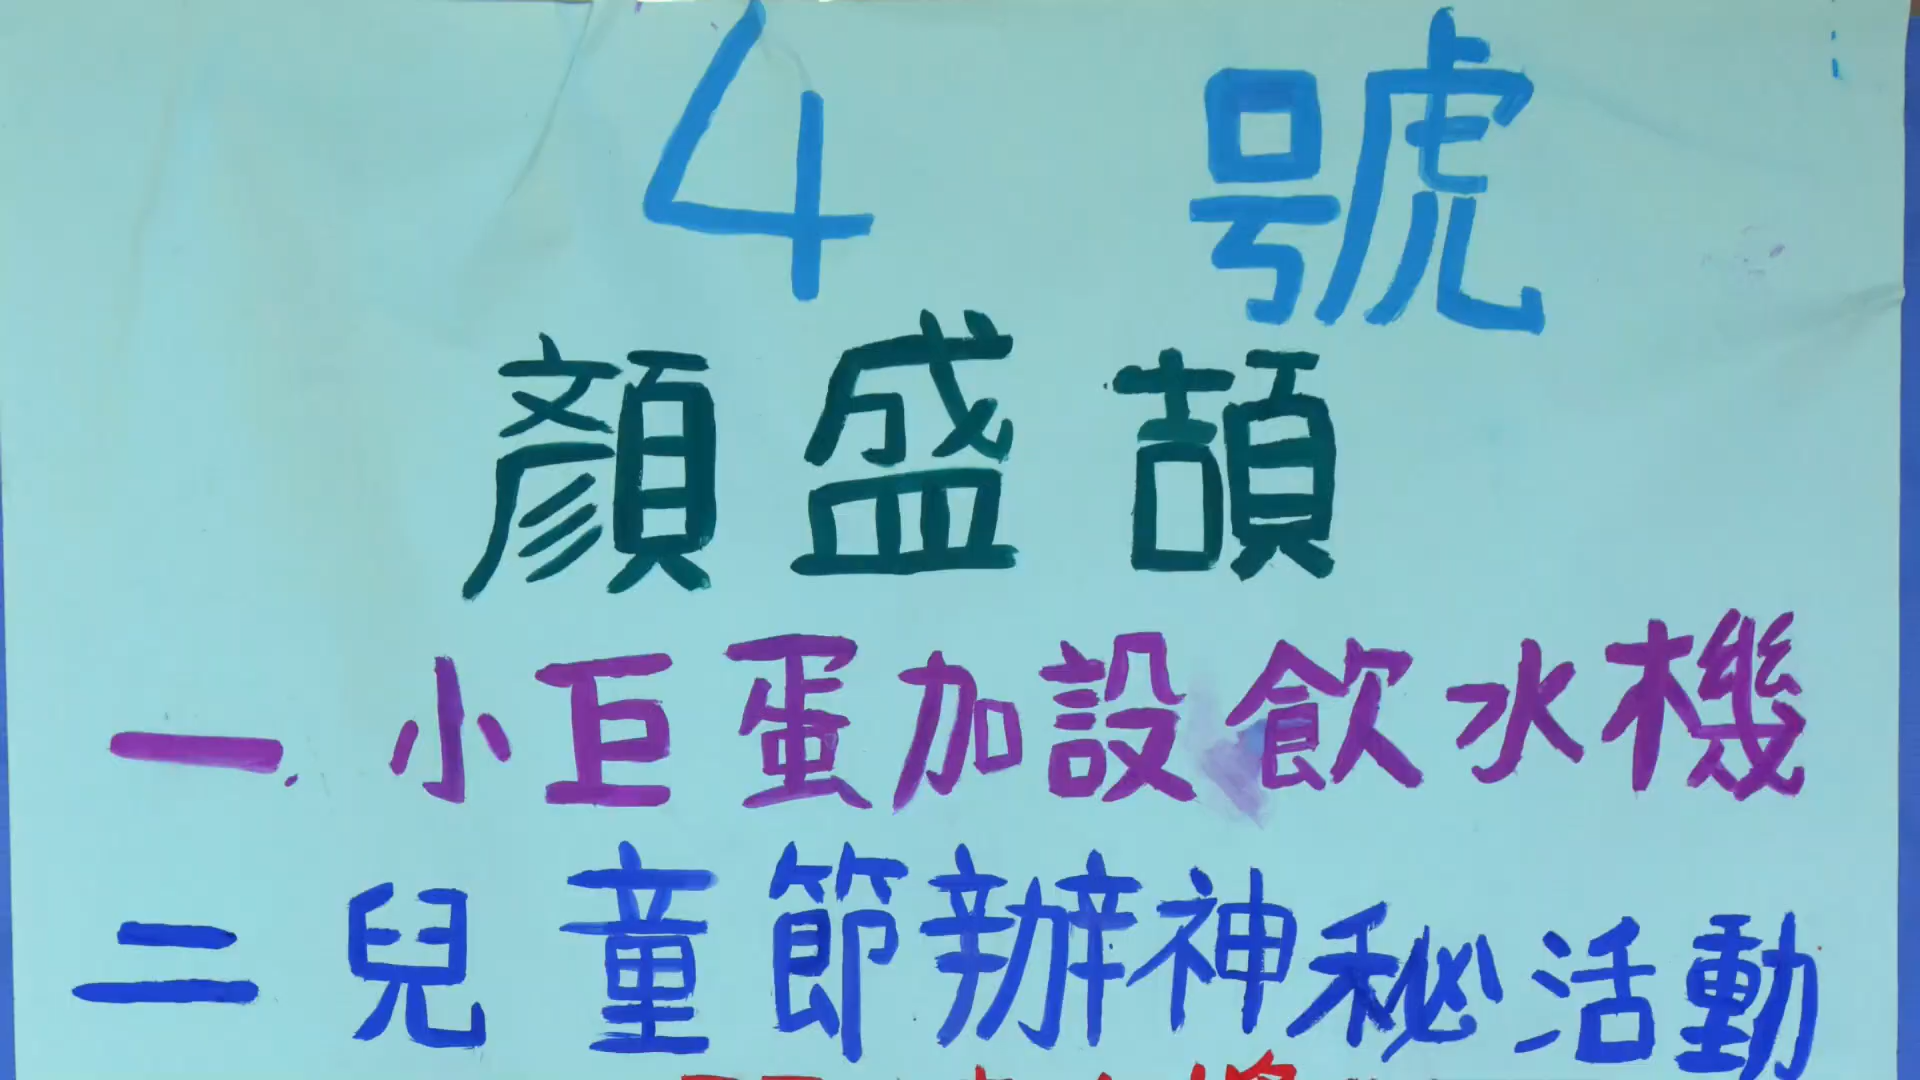 4 號
顏盛頡
一. 小巨蛋加設飲水機
二 兒童節辦神秘活動